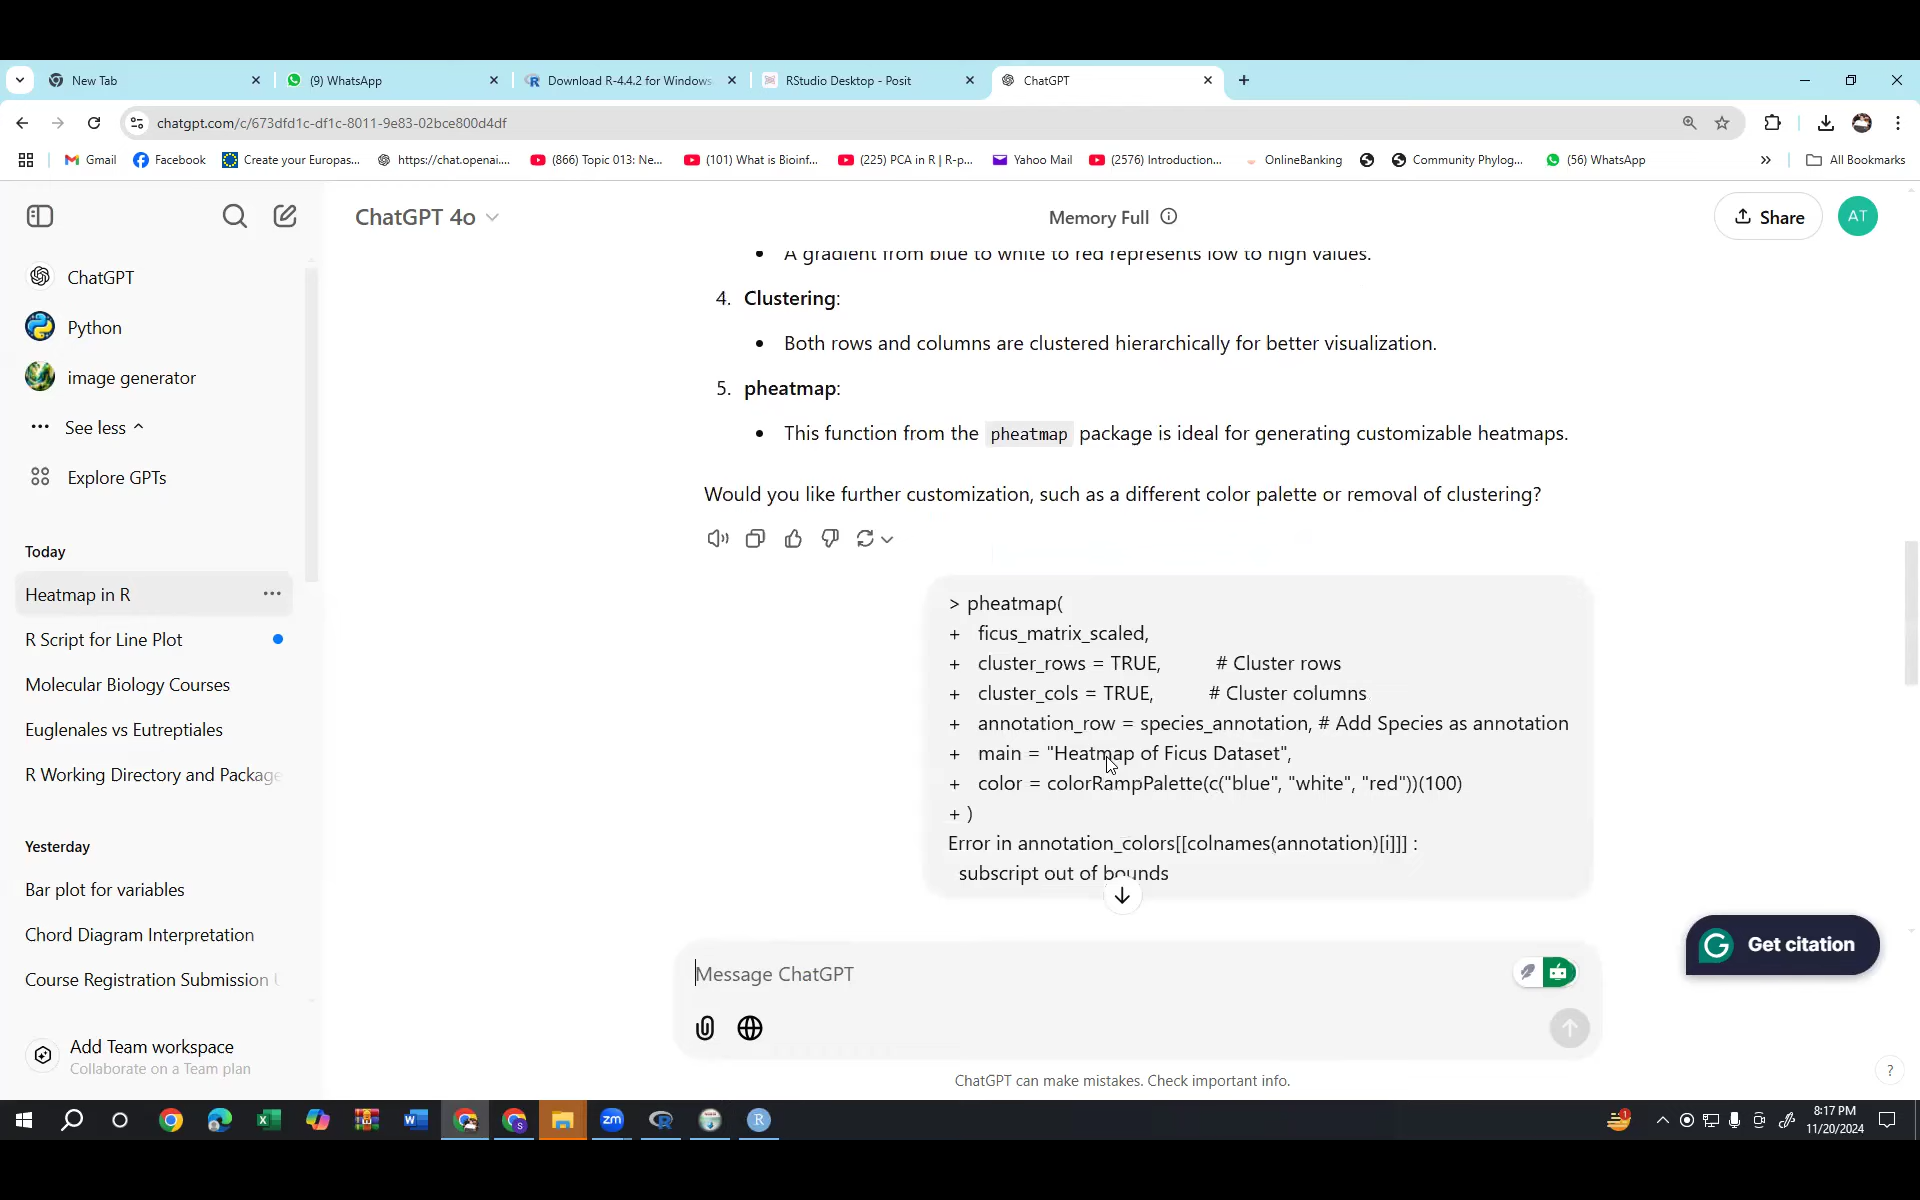 New Tab
(9) WhatsApp
Download R-4.4.2 for Windows
RStudio Desktop - Posit
ChatGPT
chatgpt.com/c/673dfd1c-df1c-8011-9e83-02bce800d4df
Gmail
Facebook
Create your Europas...
https://chat.openai....
(866) Topic 013: Ne...
(101) What is Bioinf...
(225) PCA in R | R-p...
Yahoo Mail
(2576) Introduction...
OnlineBanking
Community Phylog...
(56) WhatsApp
All Bookmarks
ChatGPT 4o
Memory Full
Share
AT
ChatGPT
Python
image generator
See less
Explore GPTs
Today
Heatmap in R
R Script for Line Plot
Molecular Biology Courses
Euglenales vs Eutreptiales
R Working Directory and Package
Yesterday
Bar plot for variables
Chord Diagram Interpretation
Course Registration Submission
Add Team workspace
Collaborate on a Team plan
• A gradient from blue to white to red represents low to high values.
4. Clustering:
• Both rows and columns are clustered hierarchically for better visualization.
5. pheatmap:
• This function from the pheatmap package is ideal for generating customizable heatmaps.
Would you like further customization, such as a different color palette or removal of clustering?
> pheatmap(
+ ficus_matrix_scaled,
+ cluster_rows = TRUE, # Cluster rows
+ cluster_cols = TRUE, # Cluster columns
+ annotation_row = species_annotation, # Add Species as annotation
+ main = "Heatmap of Ficus Dataset",
+ color = colorRampPalette(c("blue", "white", "red"))(100)
+ )
Error in annotation_colors[[colnames(annotation)[i]]] :
subscript out of bounds
Get citation
Message ChatGPT
ChatGPT can make mistakes. Check important info.
?
8:17 PM
11/20/2024